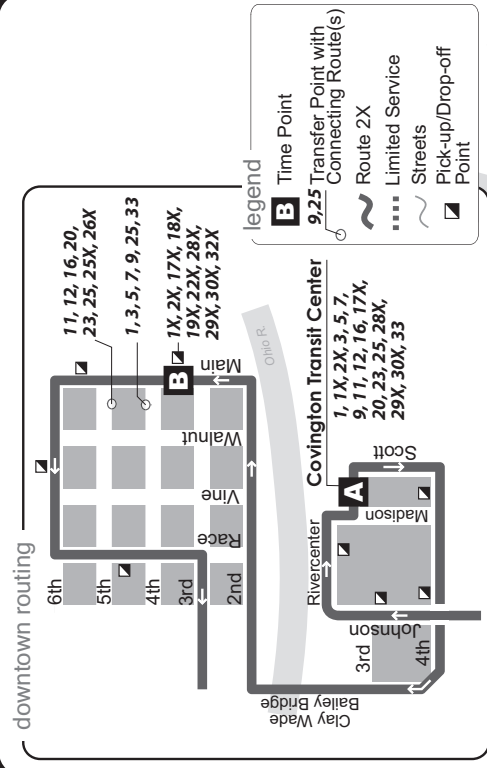 downtown routing
6th
5th
4th
3rd
2nd
Race
Vine
Walnut
Main
11, 12, 16, 20,
23, 25, 25X, 26X
1, 3, 5, 7, 9, 25, 33
B
1X, 2X, 17X, 18X,
19X, 22X, 28X,
29X, 30X, 32X
Ohio R.
Clay Wade
Bailey Bridge
Rivercenter
3rd
4th
Johnson
Madison
Scott
A
Covington Transit Center
1, 1X, 2X, 3, 5, 7,
9, 11, 12, 16, 17X,
20, 23, 25, 28X,
29X, 30X, 33
legend
B Time Point
9,25 Transfer Point with
Connecting Route(s)
Route 2X
Limited Service
Streets
Pick-up/Drop-off
Point